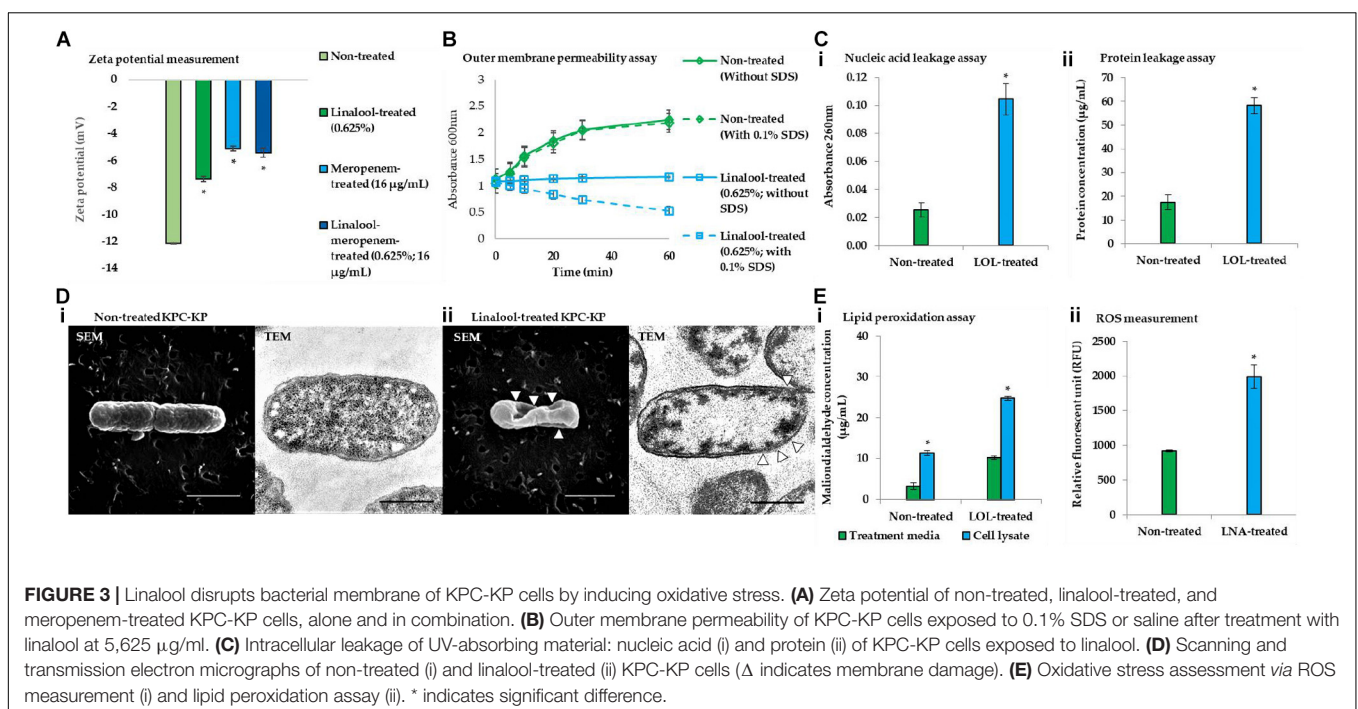 A
Zeta potential measurement
0
-2
-4
-6
-8
-10
-12
-14
Zeta potential (mV)
*
*
*
Non-treated
Linalool-treated
(0.625%)
Meropenem-
treated (16 µg/mL)
Linalool-
meropenem-
treated (0.625%; 16
µg/mL)
B
Outer membrane permeability assay
3
2.5
2
1.5
1
0.5
0
Absorbance 600nm
0 20 40 60
Time (min)
Non-treated
(Without SDS)
Non-treated
(With 0.1% SDS)
Linalool-treated
(0.625%; without
SDS)
Linalool-treated
(0.625%; with
0.1% SDS)
C
i
Nucleic acid leakage assay
0.12
0.10
0.08
0.06
0.04
0.02
0.00
Absorbance 260nm
*
Non-treated LOL-treated
ii
Protein leakage assay
70
60
50
40
30
20
10
0
Protein concentration (µg/mL)
*
Non-treated LOL-treated
D
i
Non-treated KPC-KP
SEM
TEM
ii
Linalool-treated KPC-KP
SEM
TEM
E
i
Lipid peroxidation assay
40
30
20
10
0
Maliondialdehyde concentration
(µg/mL)
*
*
Non-treated LOL-treated
Treatment media Cell lysate
ii
ROS measurement
2500
2000
1500
1000
500
0
Relative fluorescent unit (RFU)
*
Non-treated LNA-treated
FIGURE 3 | Linalool disrupts bacterial membrane of KPC-KP cells by inducing oxidative stress. (A) Zeta potential of non-treated, linalool-treated, and
meropenem-treated KPC-KP cells, alone and in combination. (B) Outer membrane permeability of KPC-KP cells exposed to 0.1% SDS or saline after treatment with
linalool at 5,625 µg/ml. (C) Intracellular leakage of UV-absorbing material: nucleic acid (i) and protein (ii) of KPC-KP cells exposed to linalool. (D) Scanning and
transmission electron micrographs of non-treated (i) and linalool-treated (ii) KPC-KP cells (Δ indicates membrane damage). (E) Oxidative stress assessment via ROS
measurement (i) and lipid peroxidation assay (ii). * indicates significant difference.